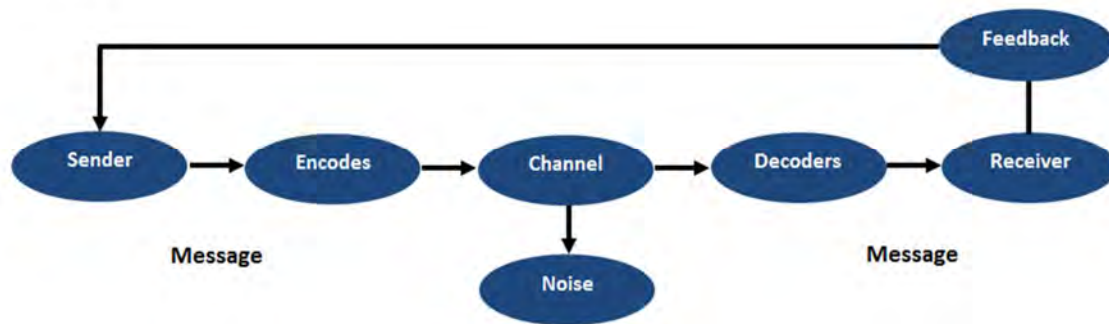 Feedback
Sender
Encodes
Channel
Decoders
Receiver
Message
Message
Noise